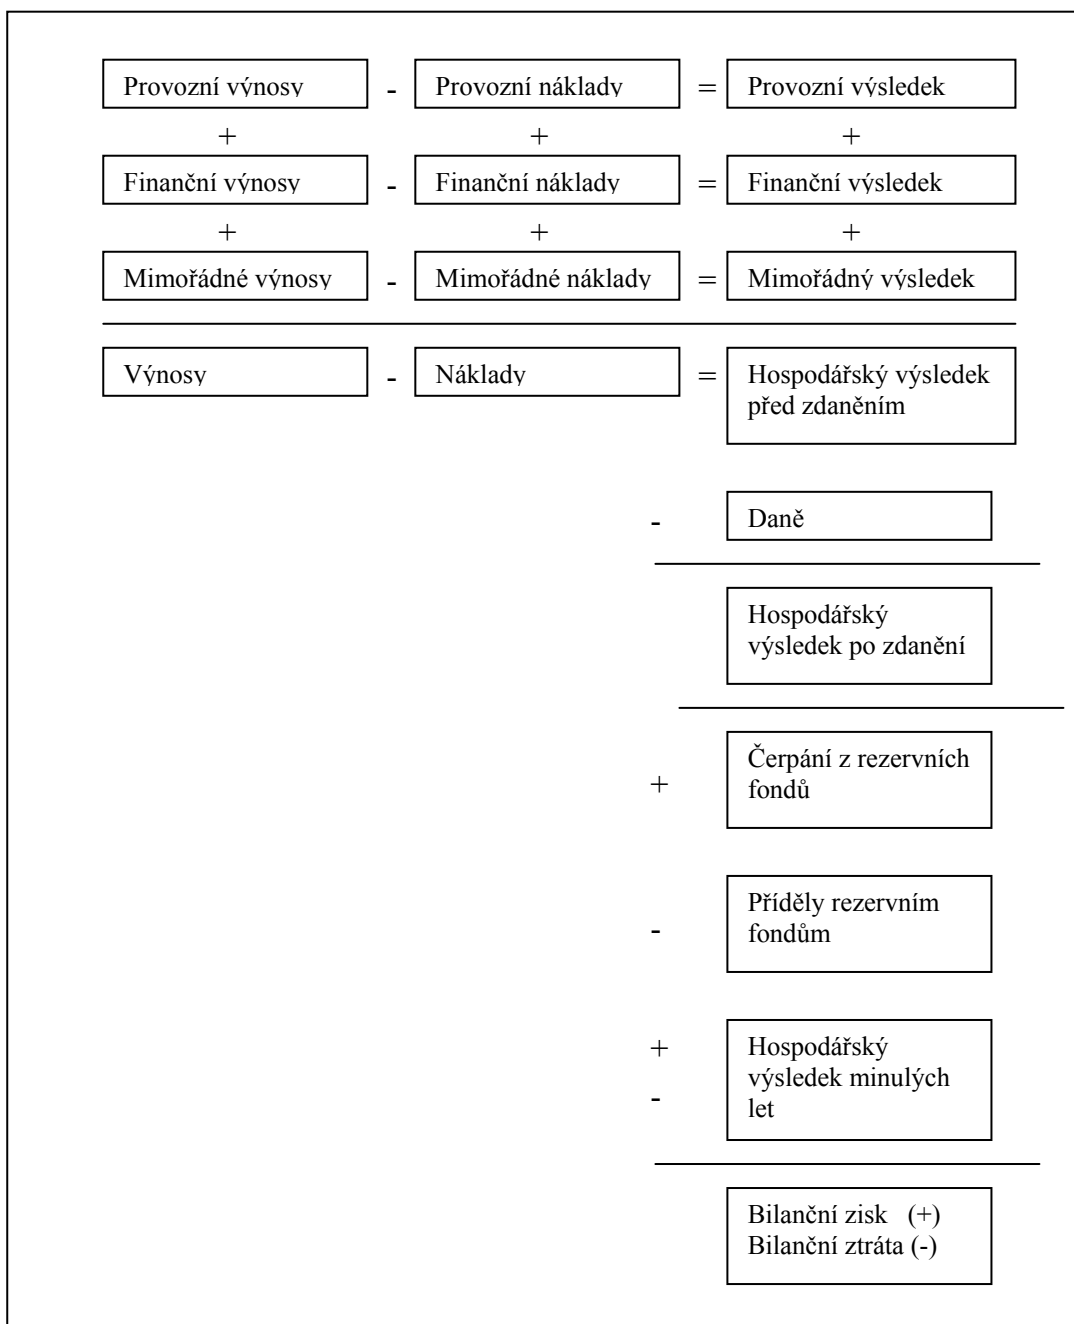 Provozní výnosy - Provozní náklady = Provozní výsledek
+ + +
Finanční výnosy - Finanční náklady = Finanční výsledek
+ + +
Mimořádné výnosy - Mimořádné náklady = Mimořádný výsledek
Výnosy - Náklady = Hospodářský výsledek
před zdaněním
- Daně
Hospodářský
výsledek po zdanění
Čerpání z rezervních
+ fondů
Příděly rezervním
- fondům
+ Hospodářský
výsledek minulých
- let
Bilanční zisk (+)
Bilanční ztráta (-)